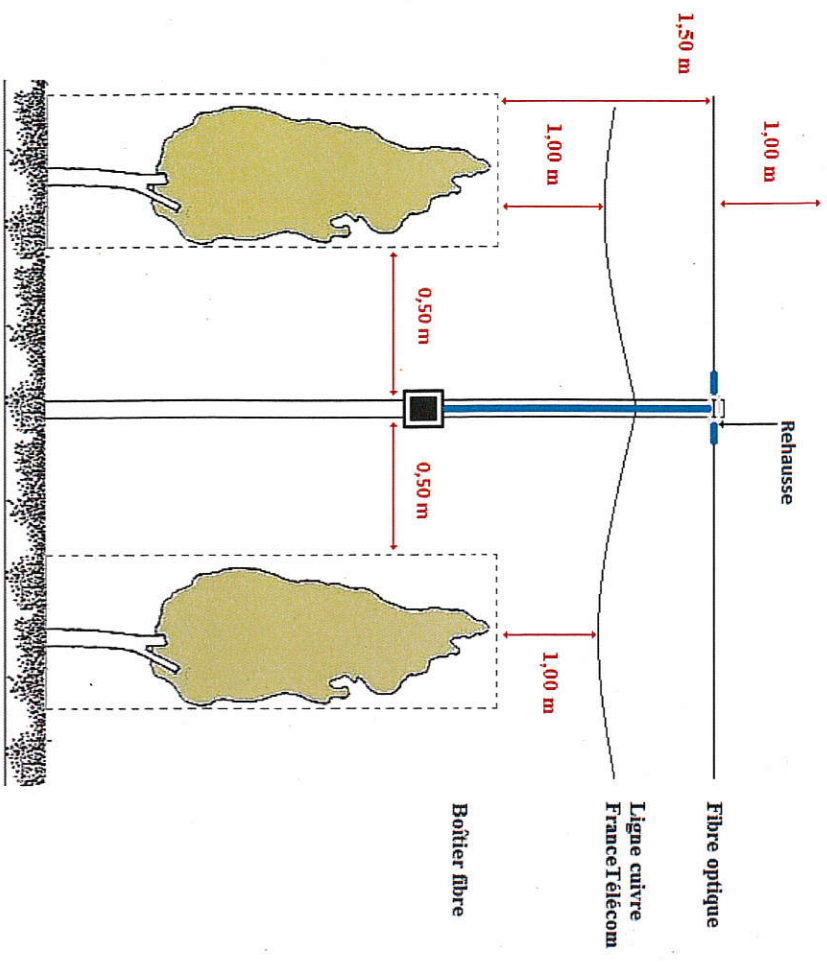 1,50 m
1,00 m
1,00 m
Rehausse
0,50 m
0,50 m
1,00 m
Fibre optique
Ligne cuivre
FranceTélécom
Boîtier fibre